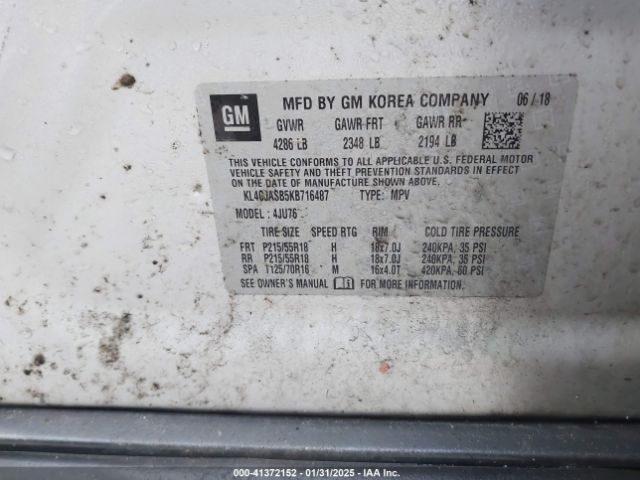 GM
MFD BY GM KOREA COMPANY 06 / 18
GVWR GAWR FRT GAWR RR
4286 LB 2348 LB 2194 LB
THIS VEHICLE CONFORMS TO ALL APPLICABLE U.S. FEDERAL MOTOR
VEHICLE SAFETY AND THEFT PREVENTION STANDARDS IN EFFECT
ON THE DATE OF MANUFACTURE SHOWN ABOVE.
KL4CJASB5KB716487 TYPE: MPV
MODEL : 4JU76
TIRE SIZE SPEED RTG RIM COLD TIRE PRESSURE
FRT P215/55R18 H 18x7.0J 240KPA, 35 PSI
RR P215/55R18 H 18x7.0J 240KPA, 35 PSI
SPA T125/70R16 M 16x4.0T 420KPA, 60 PSI
SEE OWNER'S MANUAL FOR MORE INFORMATION.
000-41372152 - 01/31/2025 - IAA Inc.